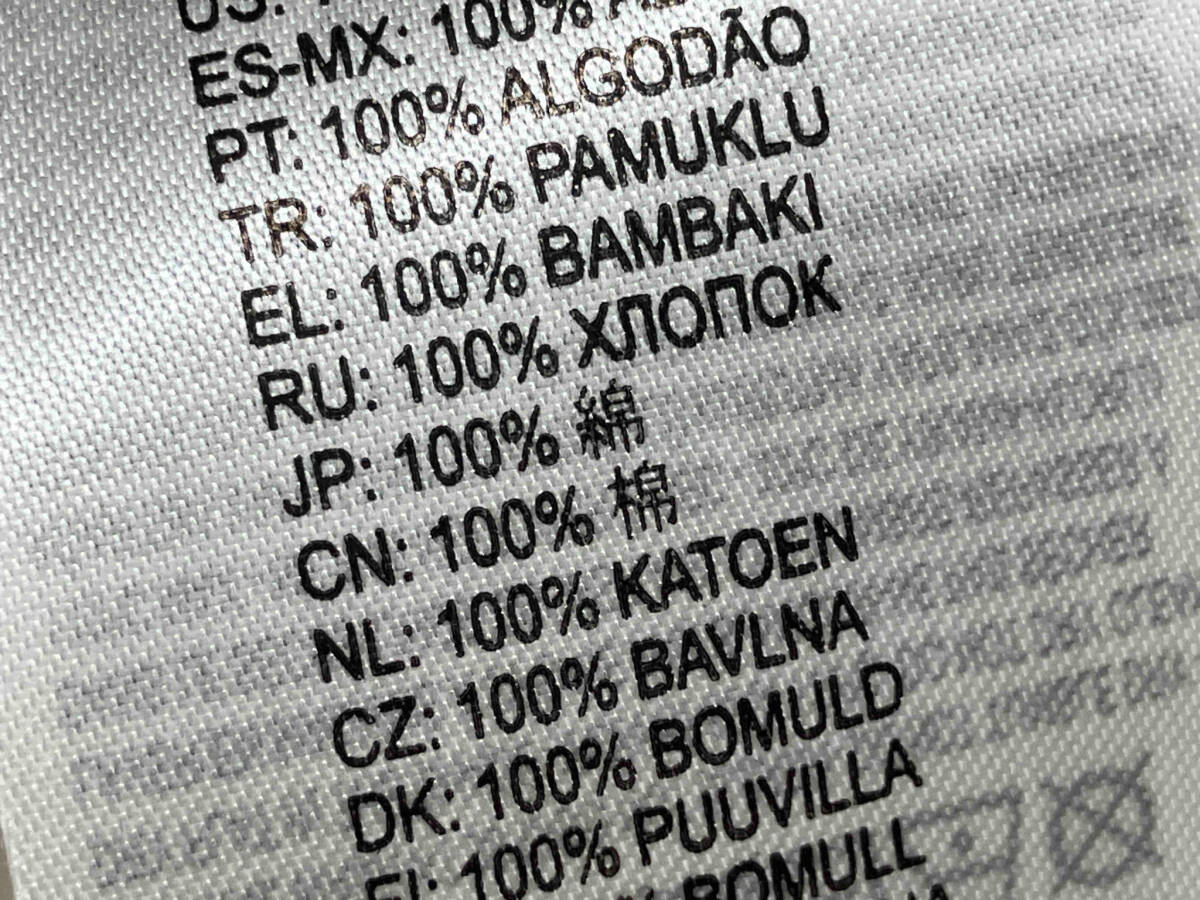 US:
ES-MX: 100%
PT: 100% ALGODÃO
TR: 100% PAMUKLU
EL: 100% BAMBAKI
RU: 100% ХЛОПОК
JP: 100% 綿
CN: 100% 棉
NL: 100% KATOEN
CZ: 100% BAVLNA
DK: 100% BOMULD
FI: 100% PUUVILLA
% BOMULL